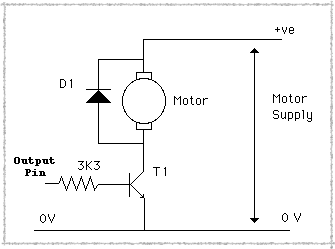 +ve
D1
Motor
Motor
Supply
Output
Pin
3K3
T1
0V
0 V